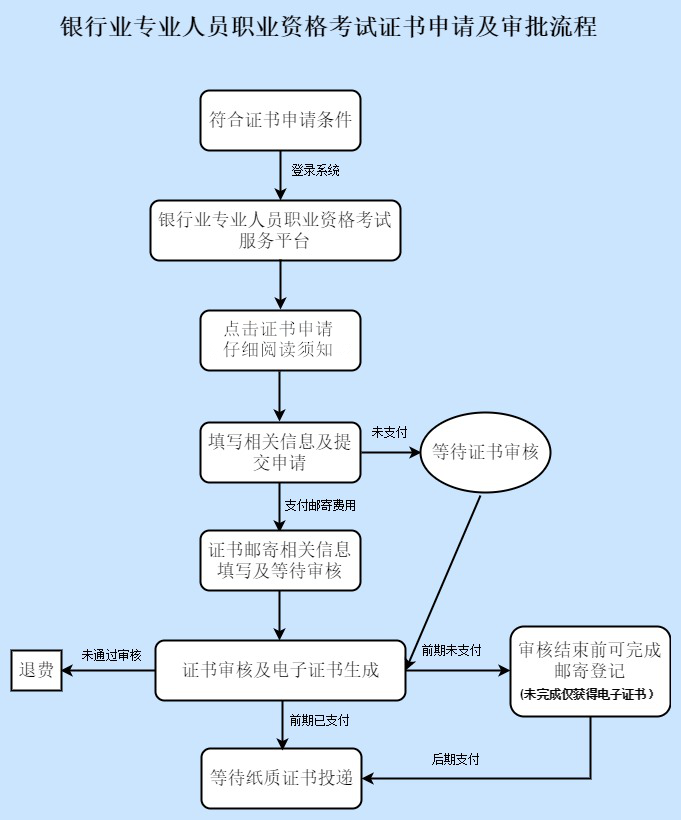 银行业专业人员职业资格考试证书申请及审批流程
符合证书申请条件
登录系统
银行业专业人员职业资格考试
服务平台
点击证书申请
仔细阅读须知
填写相关信息及提
交申请
未支付
等待证书审核
支付邮寄费用
证书邮寄相关信息
填写及等待审核
退费
未通过审核
证书审核及电子证书生成
前期未支付
审核结束前可完成
邮寄登记
(未完成仅获得电子证书)
前期已支付
等待纸质证书投递
后期支付